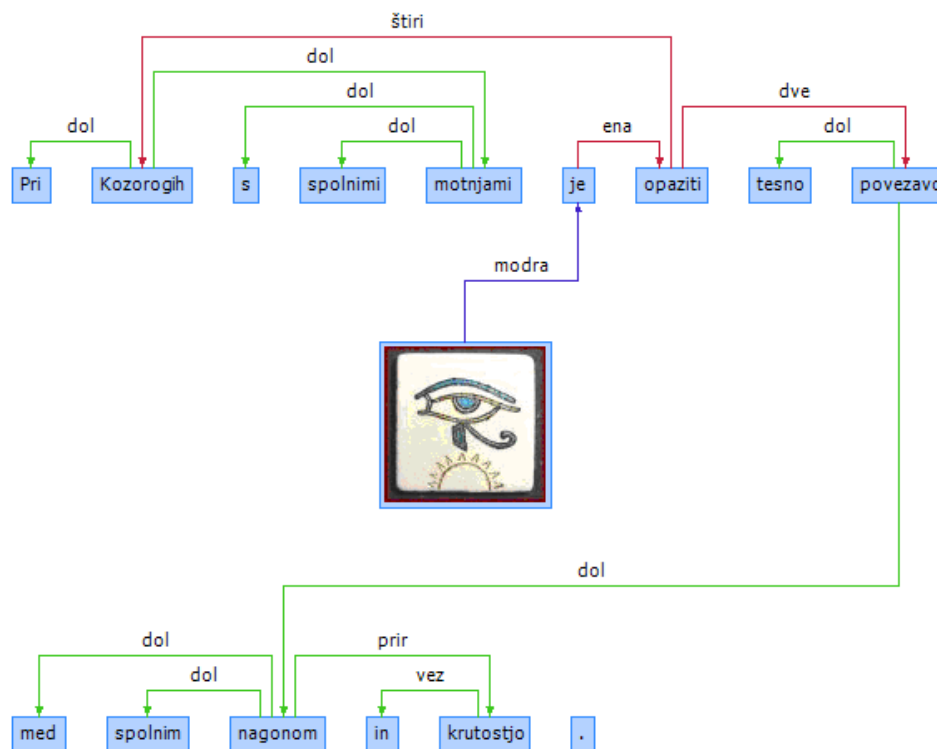 štiri
dol
dol
dve
dol
dol
ena
dol
Pri Kozorogih s spolnimi motnjami je opaziti tesno povezavo
modra
dol
dol
prir
dol
vez
med spolnim nagonom in krutostjo .